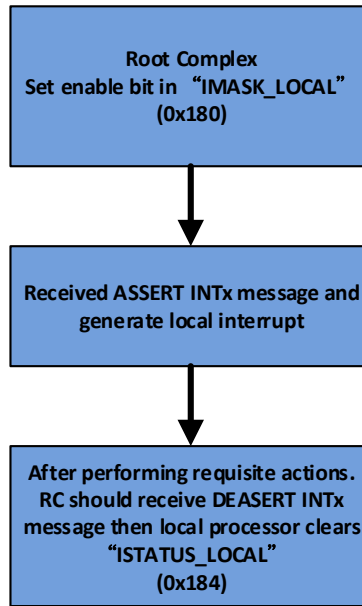 Root Complex
Set enable bit in “IMASK_LOCAL”
(0x180)
Received ASSERT INTx message and
generate local interrupt
After performing requisite actions.
RC should receive DEASERT INTx
message then local processor clears
“ISTATUS_LOCAL”
(0x184)